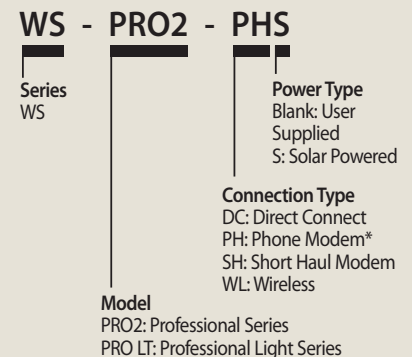 WS - PRO2 - PHS
Series
WS
Power Type
Blank: User
Supplied
S: Solar Powered
Connection Type
DC: Direct Connect
PH: Phone Modem*
SH: Short Haul Modem
WL: Wireless
Model
PRO2: Professional Series
PRO LT: Professional Light Series